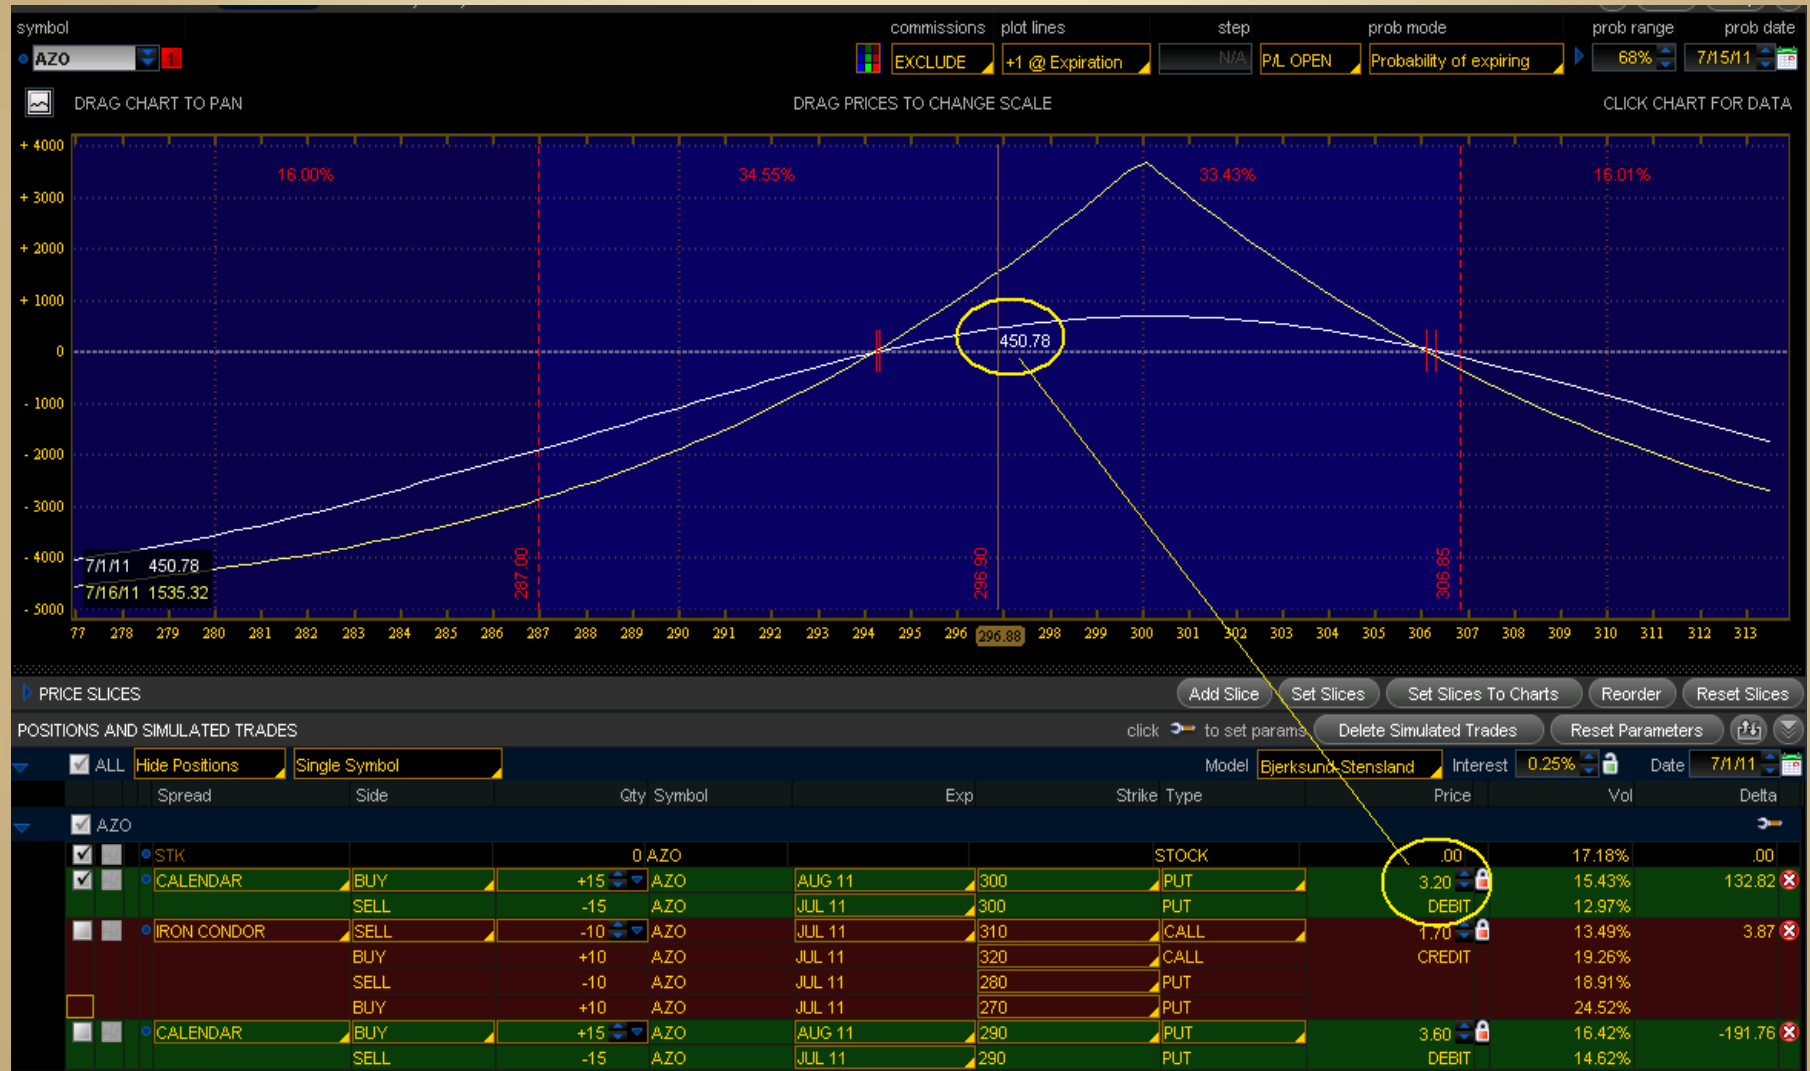 symbol commissions plot lines step prob mode prob range prob date
AZO 1 EXCLUDE +1 @ Expiration N/A P/L OPEN Probability of expiring 68% 7/15/11
DRAG CHART TO PAN DRAG PRICES TO CHANGE SCALE CLICK CHART FOR DATA
+ 4000
16.00% 34.55% 33.43% 16.01%
+ 3000
+ 2000
+ 1000
450.78
0
- 1000
- 2000
- 3000
- 4000
287.00 296.90 306.85
7/1/11 450.78
7/16/11 1535.32
- 5000
77 278 279 280 281 282 283 284 285 286 287 288 289 290 291 292 293 294 295 296 296.88 298 299 300 301 302 303 304 305 306 307 308 309 310 311 312 313
PRICE SLICES Add Slice Set Slices Set Slices To Charts Reorder Reset Slices
POSITIONS AND SIMULATED TRADES click to set params Delete Simulated Trades Reset Parameters
ALL Hide Positions Single Symbol Model Bjerksund-Stensland Interest 0.25% Date 7/1/11
Spread Side Qty Symbol Exp Strike Type Price Vol Delta
AZO
STK 0 AZO STOCK .00 17.18% .00
CALENDAR BUY +15 AZO AUG 11 300 PUT 3.20 15.43% 132.82
SELL -15 AZO JUL 11 300 PUT DEBIT 12.97%
IRON CONDOR SELL -10 AZO JUL 11 310 CALL 1.70 13.49% 3.87
BUY +10 AZO JUL 11 320 CALL CREDIT 19.26%
SELL -10 AZO JUL 11 280 PUT 18.91%
BUY +10 AZO JUL 11 270 PUT 24.52%
CALENDAR BUY +15 AZO AUG 11 290 PUT 3.60 16.42% -191.76
SELL -15 AZO JUL 11 290 PUT DEBIT 14.62%